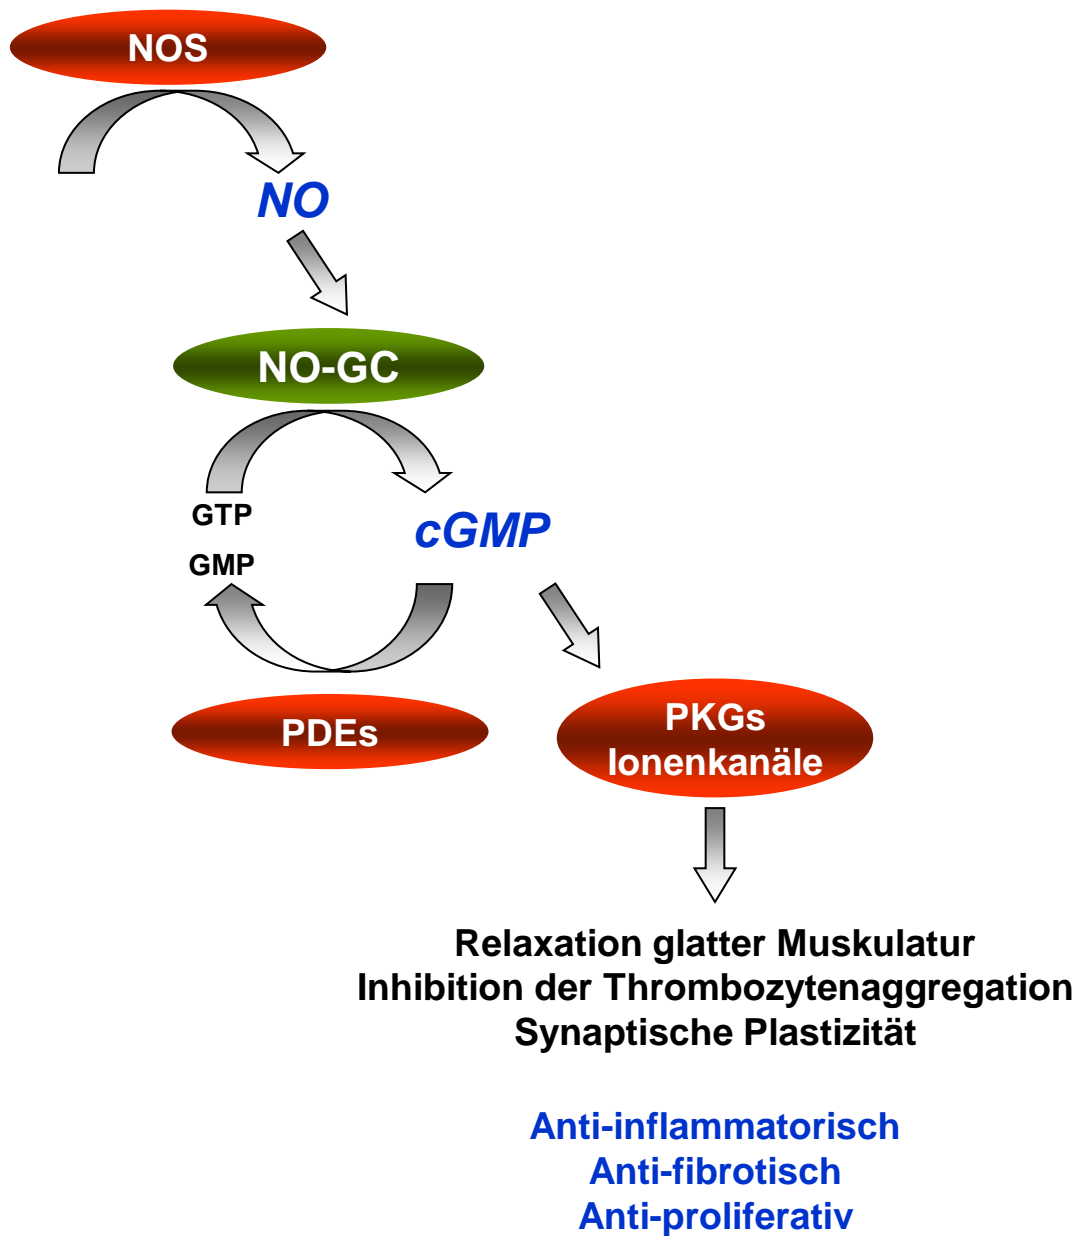 NOS
NO
NO-GC
GTP
cGMP
GMP
PDEs
PKGs
Ionenkanäle
Relaxation glatter Muskulatur
Inhibition der Thrombozytenaggregation
Synaptische Plastizität
Anti-inflammatorisch
Anti-fibrotisch
Anti-proliferativ